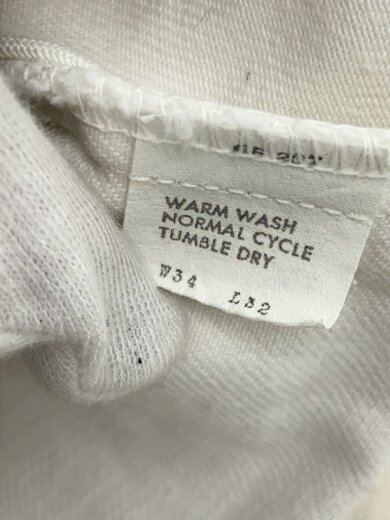 WARM WASH
NORMAL CYCLE
TUMBLE DRY
W34 L32